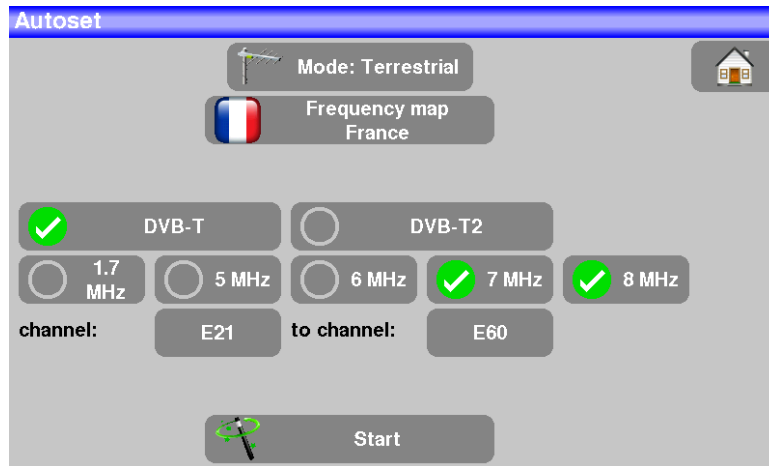 Autoset
Mode: Terrestrial
Frequency map
France
DVB-T
DVB-T2
1.7
MHz
5 MHz
6 MHz
7 MHz
8 MHz
channel:
E21
to channel:
E60
Start